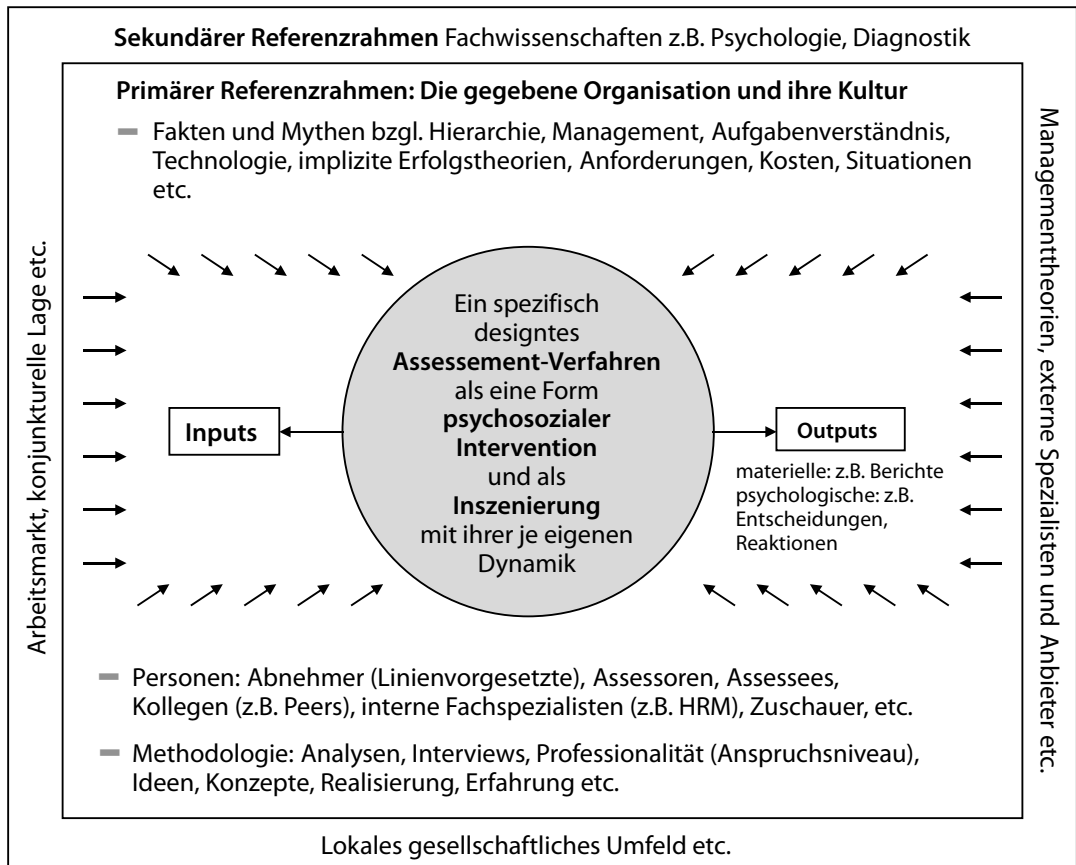 Sekundärer Referenzrahmen Fachwissenschaften z.B. Psychologie, Diagnostik
Primärer Referenzrahmen: Die gegebene Organisation und ihre Kultur
– Fakten und Mythen bzgl. Hierarchie, Management, Aufgabenverständnis,
Technologie, implizite Erfolgstheorien, Anforderungen, Kosten, Situationen
etc.
Arbeitsmarkt, konjunkturelle Lage etc.
Inputs
Ein spezifisch
designtes
Assessement-Verfahren
als eine Form
psychosozialer
Intervention
und als
Inszenierung
mit ihrer je eigenen
Dynamik
Outputs
materielle: z.B. Berichte
psychologische: z.B.
Entscheidungen,
Reaktionen
Managementtheorien, externe Spezialisten und Anbieter etc.
– Personen: Abnehmer (Linienvorgesetzte), Assessoren, Assessees,
Kollegen (z.B. Peers), interne Fachspezialisten (z.B. HRM), Zuschauer, etc.
– Methodologie: Analysen, Interviews, Professionalität (Anspruchsniveau),
Ideen, Konzepte, Realisierung, Erfahrung etc.
Lokales gesellschaftliches Umfeld etc.